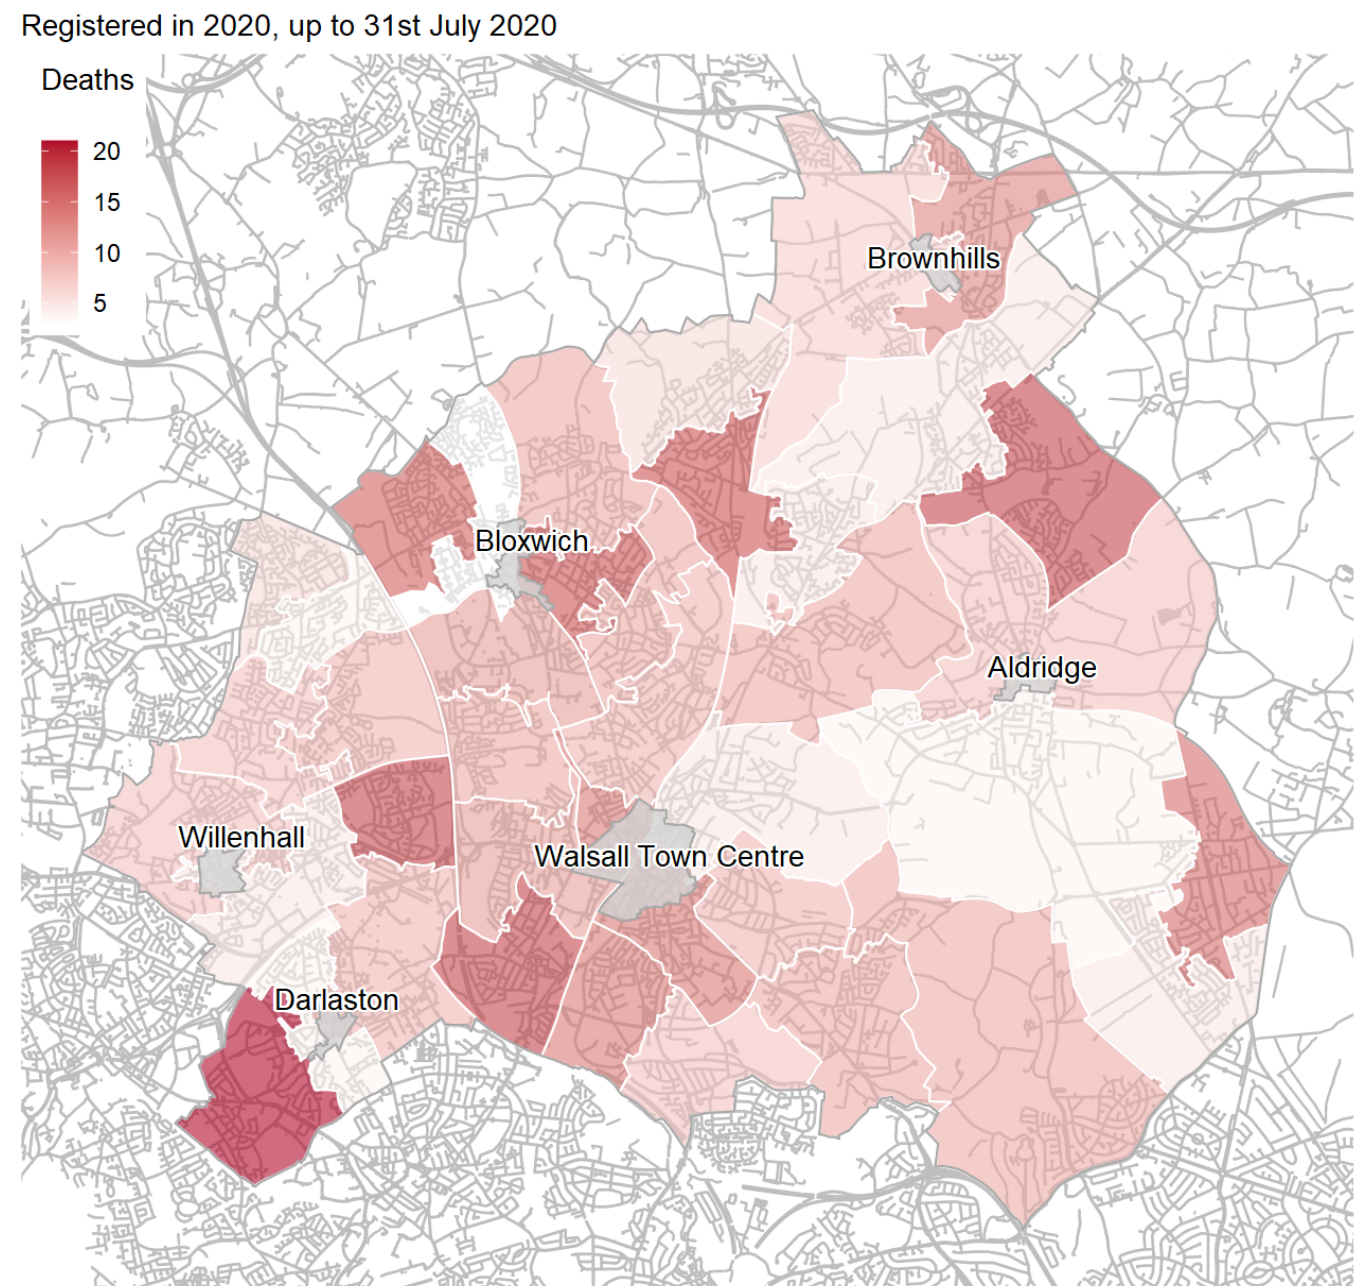 Registered in 2020, up to 31st July 2020
Deaths
20
15
10
5
Brownhills
Bloxwich
Aldridge
Willenhall
Walsall Town Centre
Darlaston